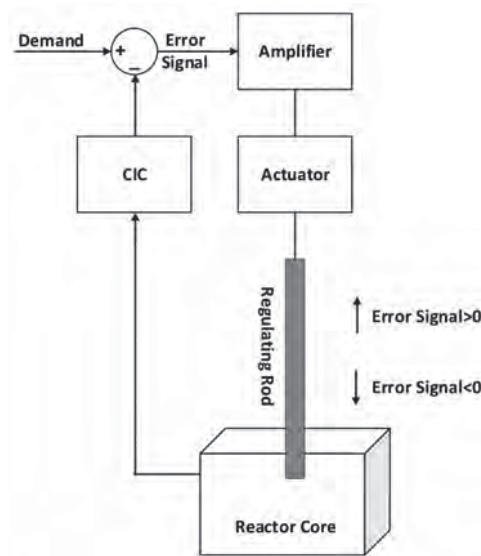 Demand
Error
Signal
Amplifier
CIC
Actuator
Regulating Rod
Error Signal>0
Error Signal<0
Reactor Core
+
−